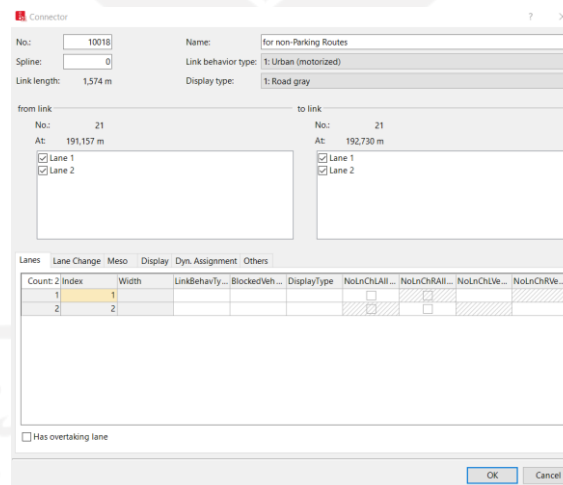 Connector ? ×
No.: 10018 Name: for non-Parking Routes
Spline: 0 Link behavior type: 1: Urban (motorized)
Link length: 1,574 m Display type: 1: Road gray
from link to link
No.: 21 No.: 21
At: 191,157 m At: 192,730 m
Lane 1 Lane 1
Lane 2 Lane 2
Lanes Lane Change Meso Display Dyn. Assignment Others
Count: 2 Index Width LinkBehavTy... BlockedVeh... DisplayType NoLnChLAll... NoLnChRAll... NoLnChLVe... NoLnChRVe...
1 1
2 2
Has overtaking lane
OK Cancel